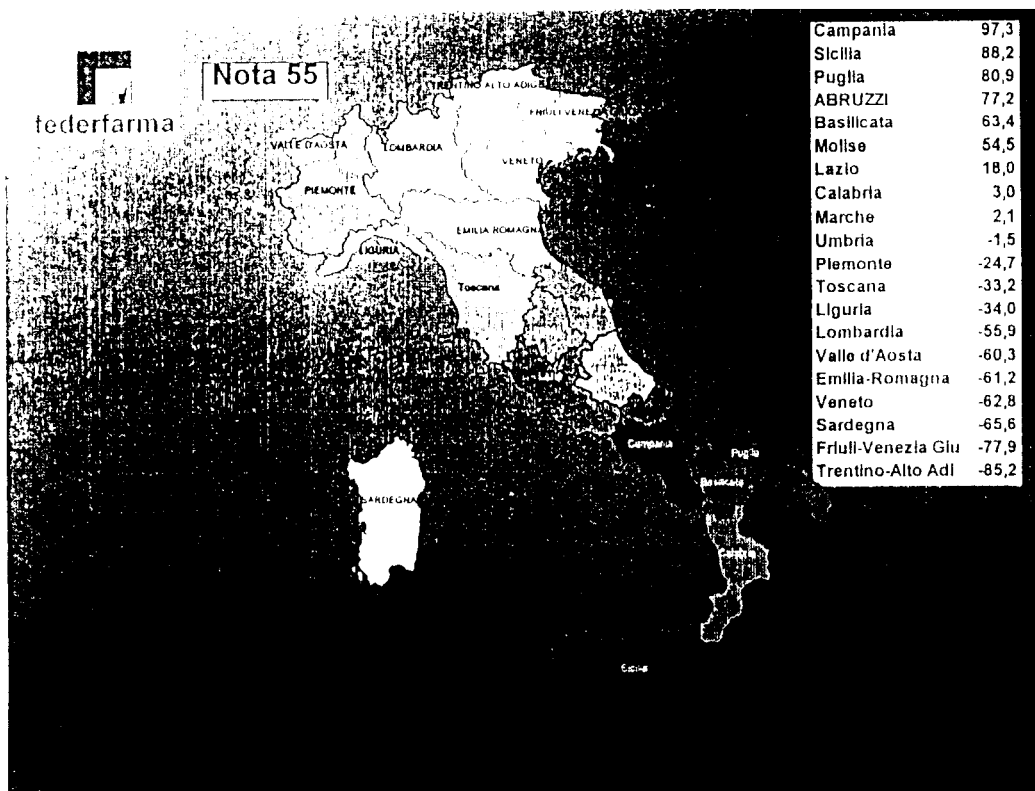 federfarma
Nota 55
Campania 97,3
Sicilia 88,2
Puglia 80,9
ABRUZZI 77,2
Basilicata 63,4
Molise 54,5
Lazio 18,0
Calabria 3,0
Marche 2,1
Umbria -1,5
Piemonte -24,7
Toscana -33,2
Liguria -34,0
Lombardia -55,9
Valle d'Aosta -60,3
Emilia-Romagna -61,2
Veneto -62,8
Sardegna -65,6
Friuli-Venezia Giu -77,9
Trentino-Alto Adi -85,2
TRENTINO ALTO ADIG
FRIULI VENE
VALLE D'AOSTA
LOMBARDIA
VENETO
PIEMONTE
EMILIA ROMAGNA
LIGURIA
Toscana
Campania
Puglia
Basilicata
SARDEGNA
Calabria
Sicilia